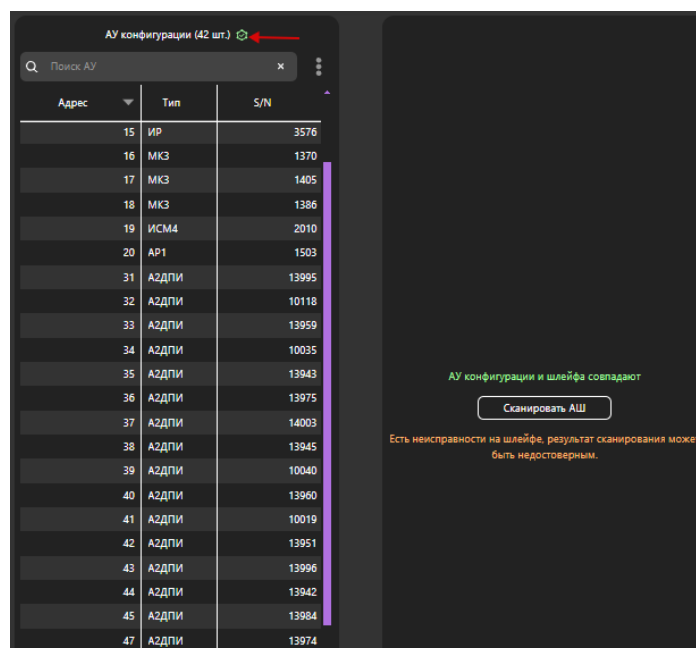 АУ конфигурации (42 шт.)
Поиск АУ ×
Адрес Тип S/N
15 ИР 3576
16 МКЗ 1370
17 МКЗ 1405
18 МКЗ 1386
19 ИСМ4 2010
20 АР1 1503
31 А2ДПИ 13995
32 А2ДПИ 10118
33 А2ДПИ 13959
34 А2ДПИ 10035
35 А2ДПИ 13943
36 А2ДПИ 13975
37 А2ДПИ 14003
38 А2ДПИ 13945
39 А2ДПИ 10040
40 А2ДПИ 13960
41 А2ДПИ 10019
42 А2ДПИ 13951
43 А2ДПИ 13996
44 А2ДПИ 13942
45 А2ДПИ 13984
47 А2ДПИ 13974
АУ конфигурации и шлейфа совпадают
Сканировать АШ
Есть неисправности на шлейфе, результат сканирования може
быть недостоверным.